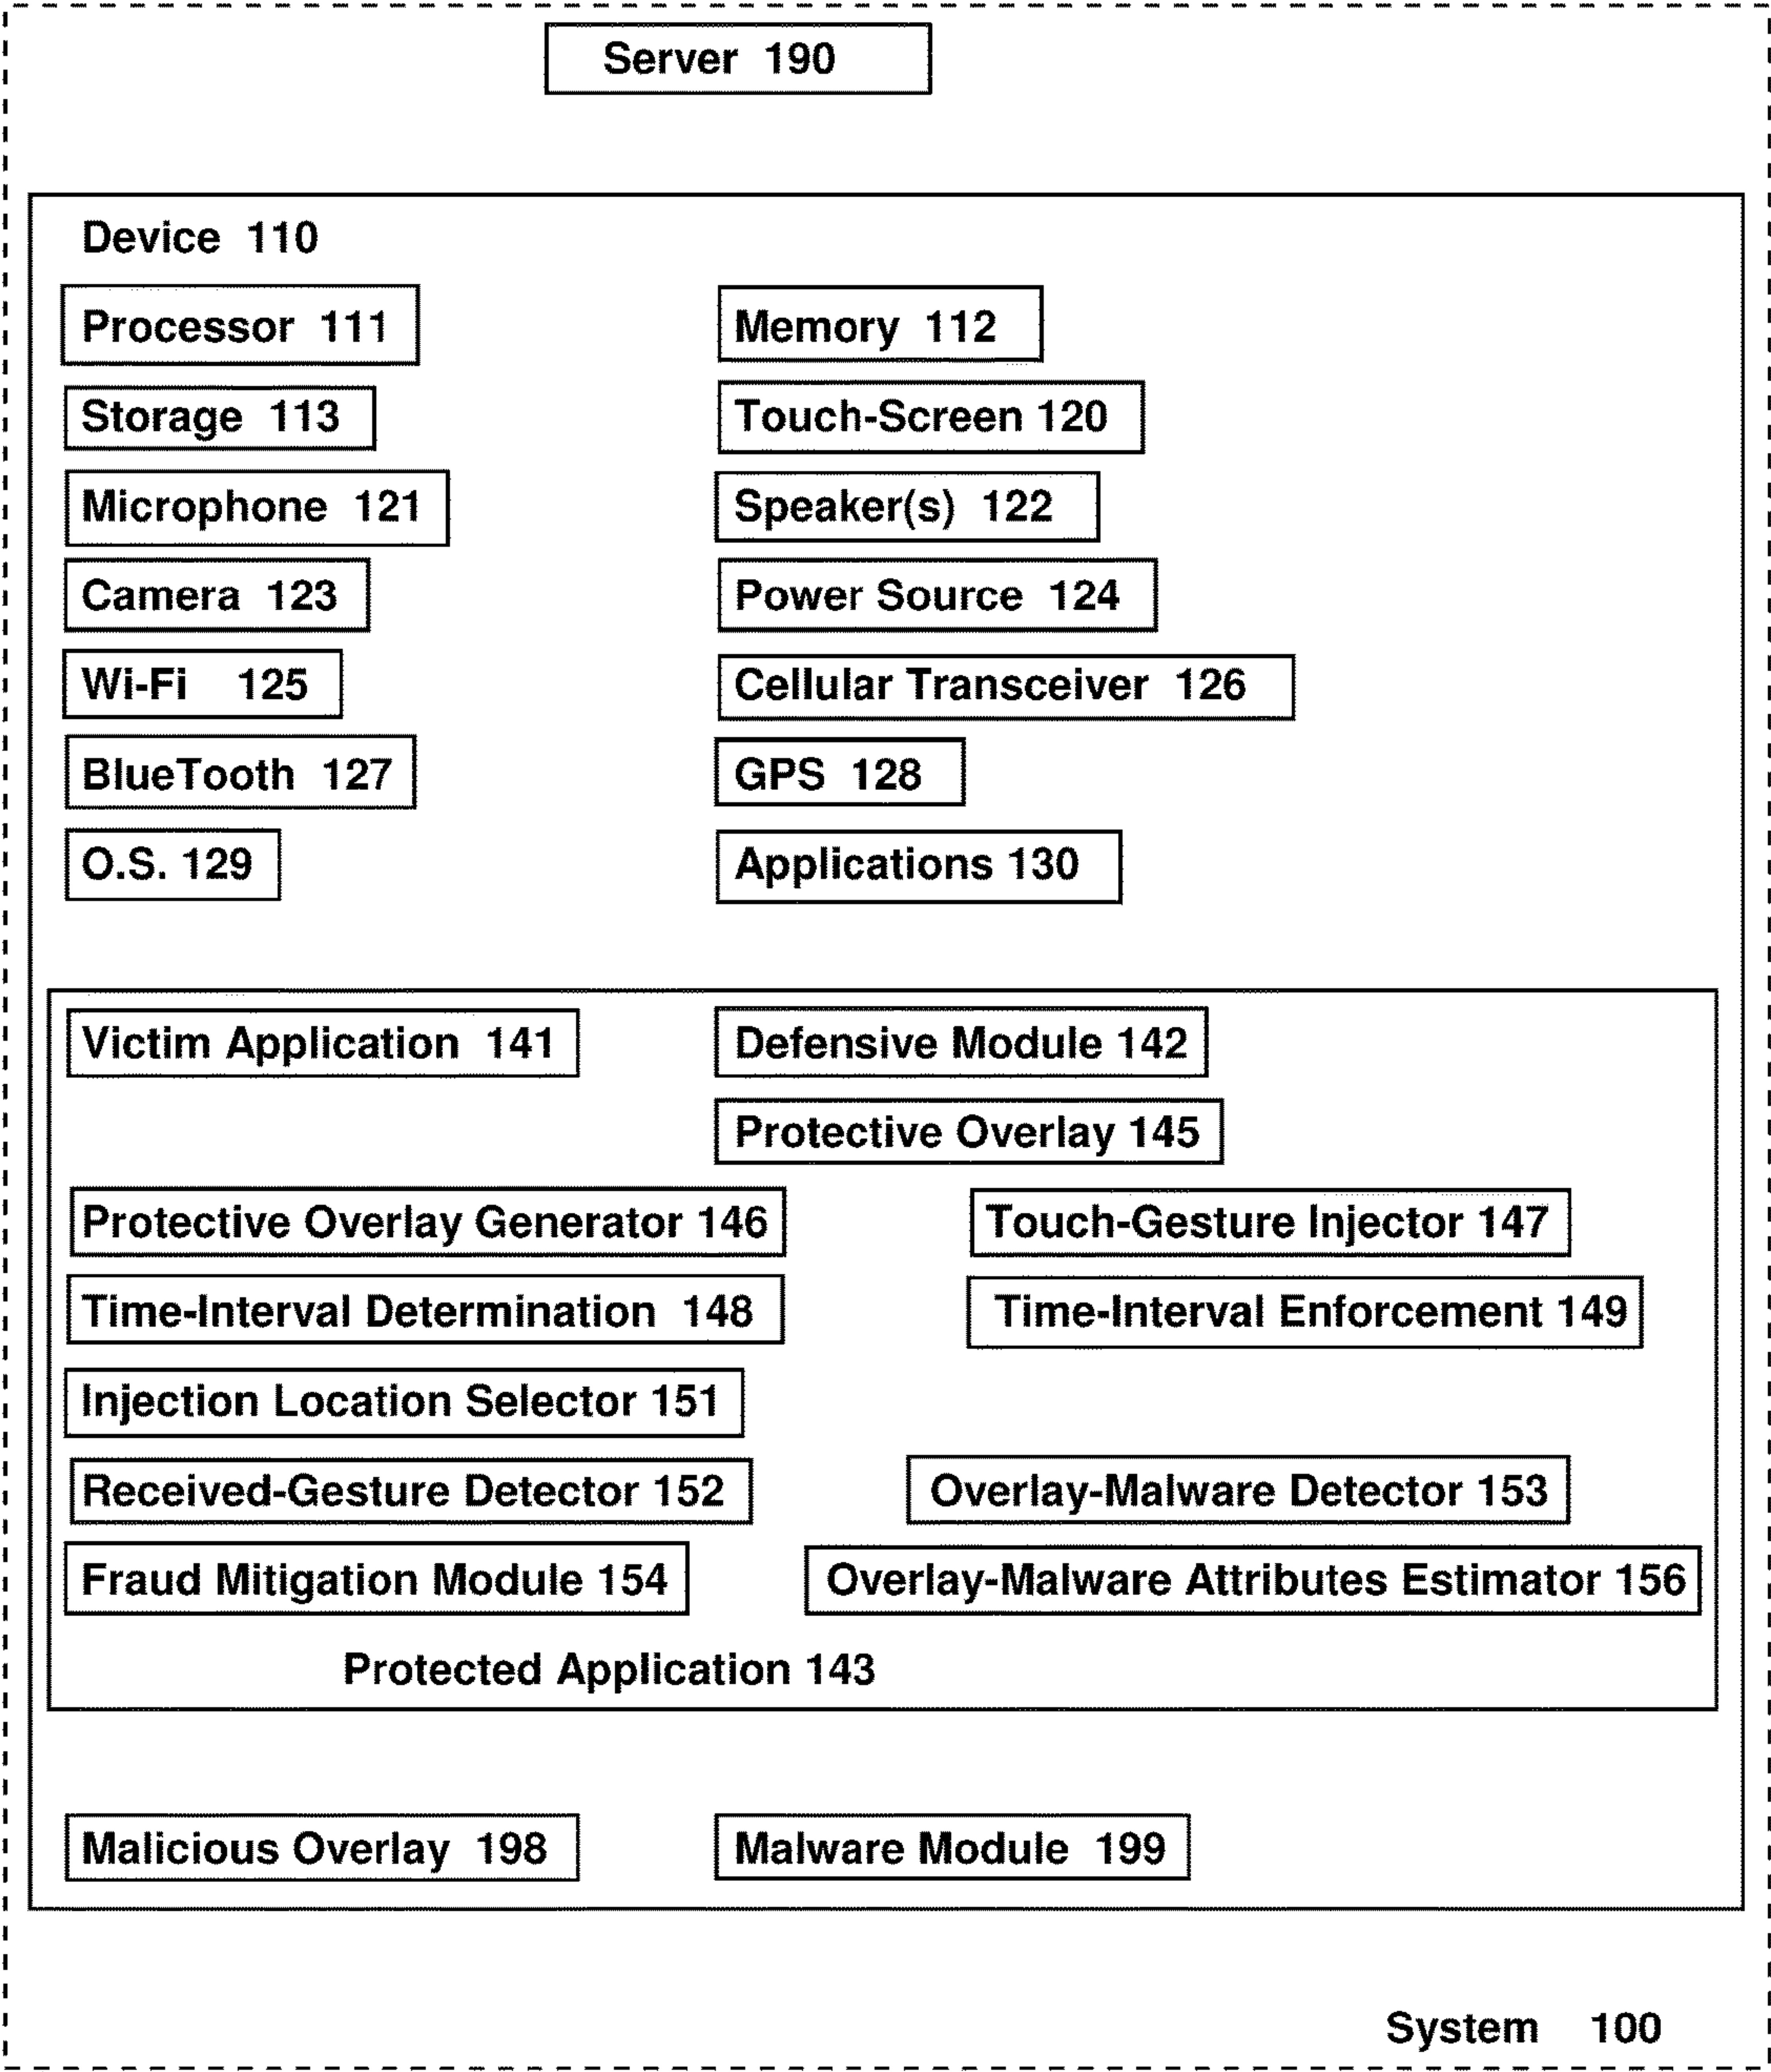 Server 190
Device 110
Processor 111
Memory 112
Storage 113
Touch-Screen 120
Microphone 121
Speaker(s) 122
Camera 123
Power Source 124
Wi-Fi 125
Cellular Transceiver 126
BlueTooth 127
GPS 128
O.S. 129
Applications 130
Victim Application 141
Defensive Module 142
Protective Overlay 145
Protective Overlay Generator 146
Touch-Gesture Injector 147
Time-Interval Determination 148
Time-Interval Enforcement 149
Injection Location Selector 151
Received-Gesture Detector 152
Overlay-Malware Detector 153
Fraud Mitigation Module 154
Overlay-Malware Attributes Estimator 156
Protected Application 143
Malicious Overlay 198
Malware Module 199
System 100